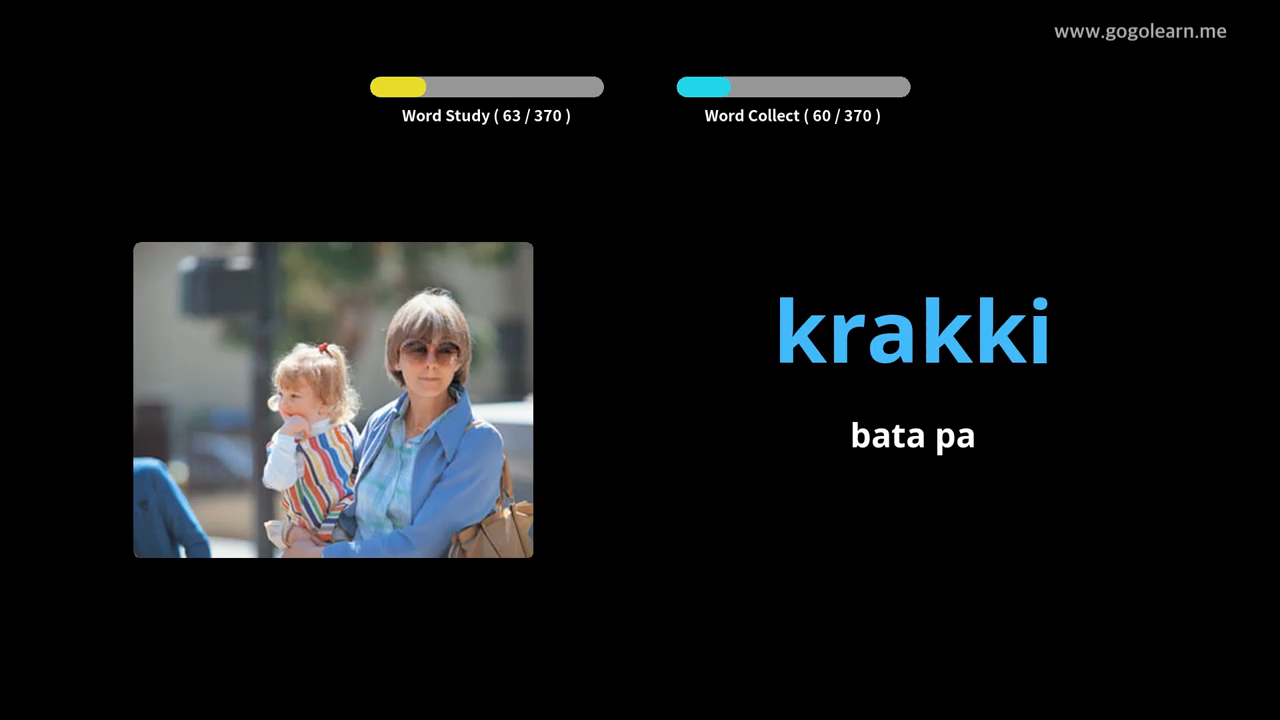 www.gogolearn.me
Word Study ( 63 / 370 )
Word Collect ( 60 / 370 )
krakki
bata pa